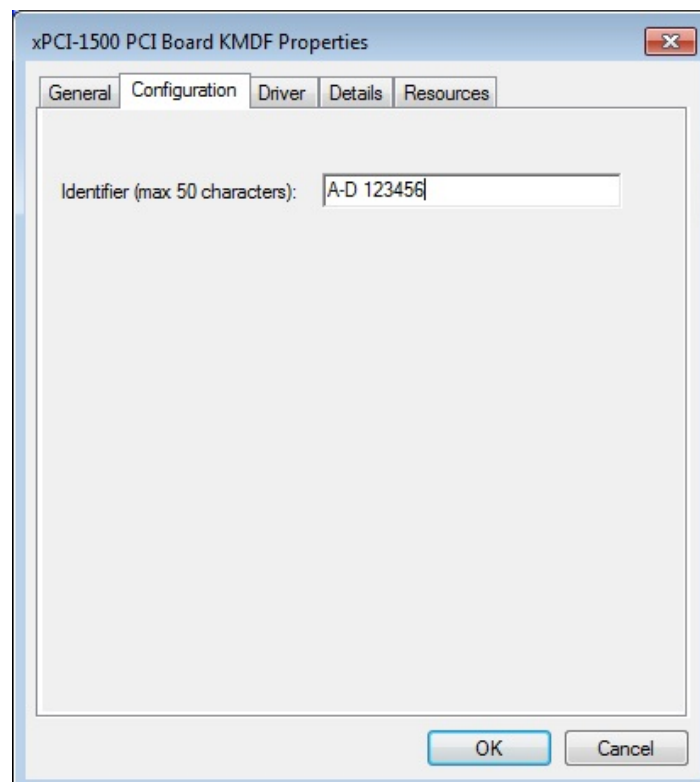 xPCI-1500 PCI Board KMDF Properties
General Configuration Driver Details Resources
Identifier (max 50 characters): A-D 123456
OK Cancel